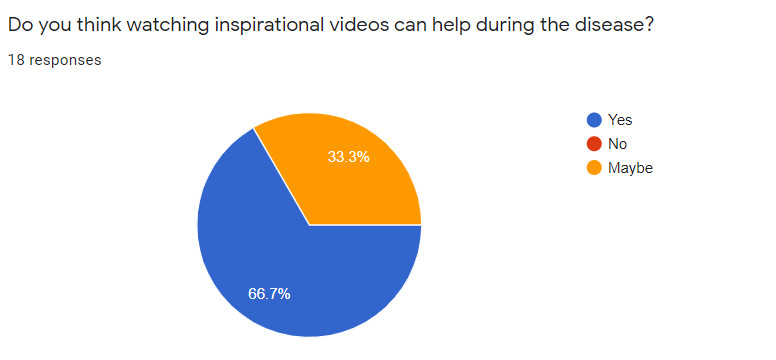 Do you think watching inspirational videos can help during the disease?
18 responses
Yes
No
Maybe
33.3%
66.7%